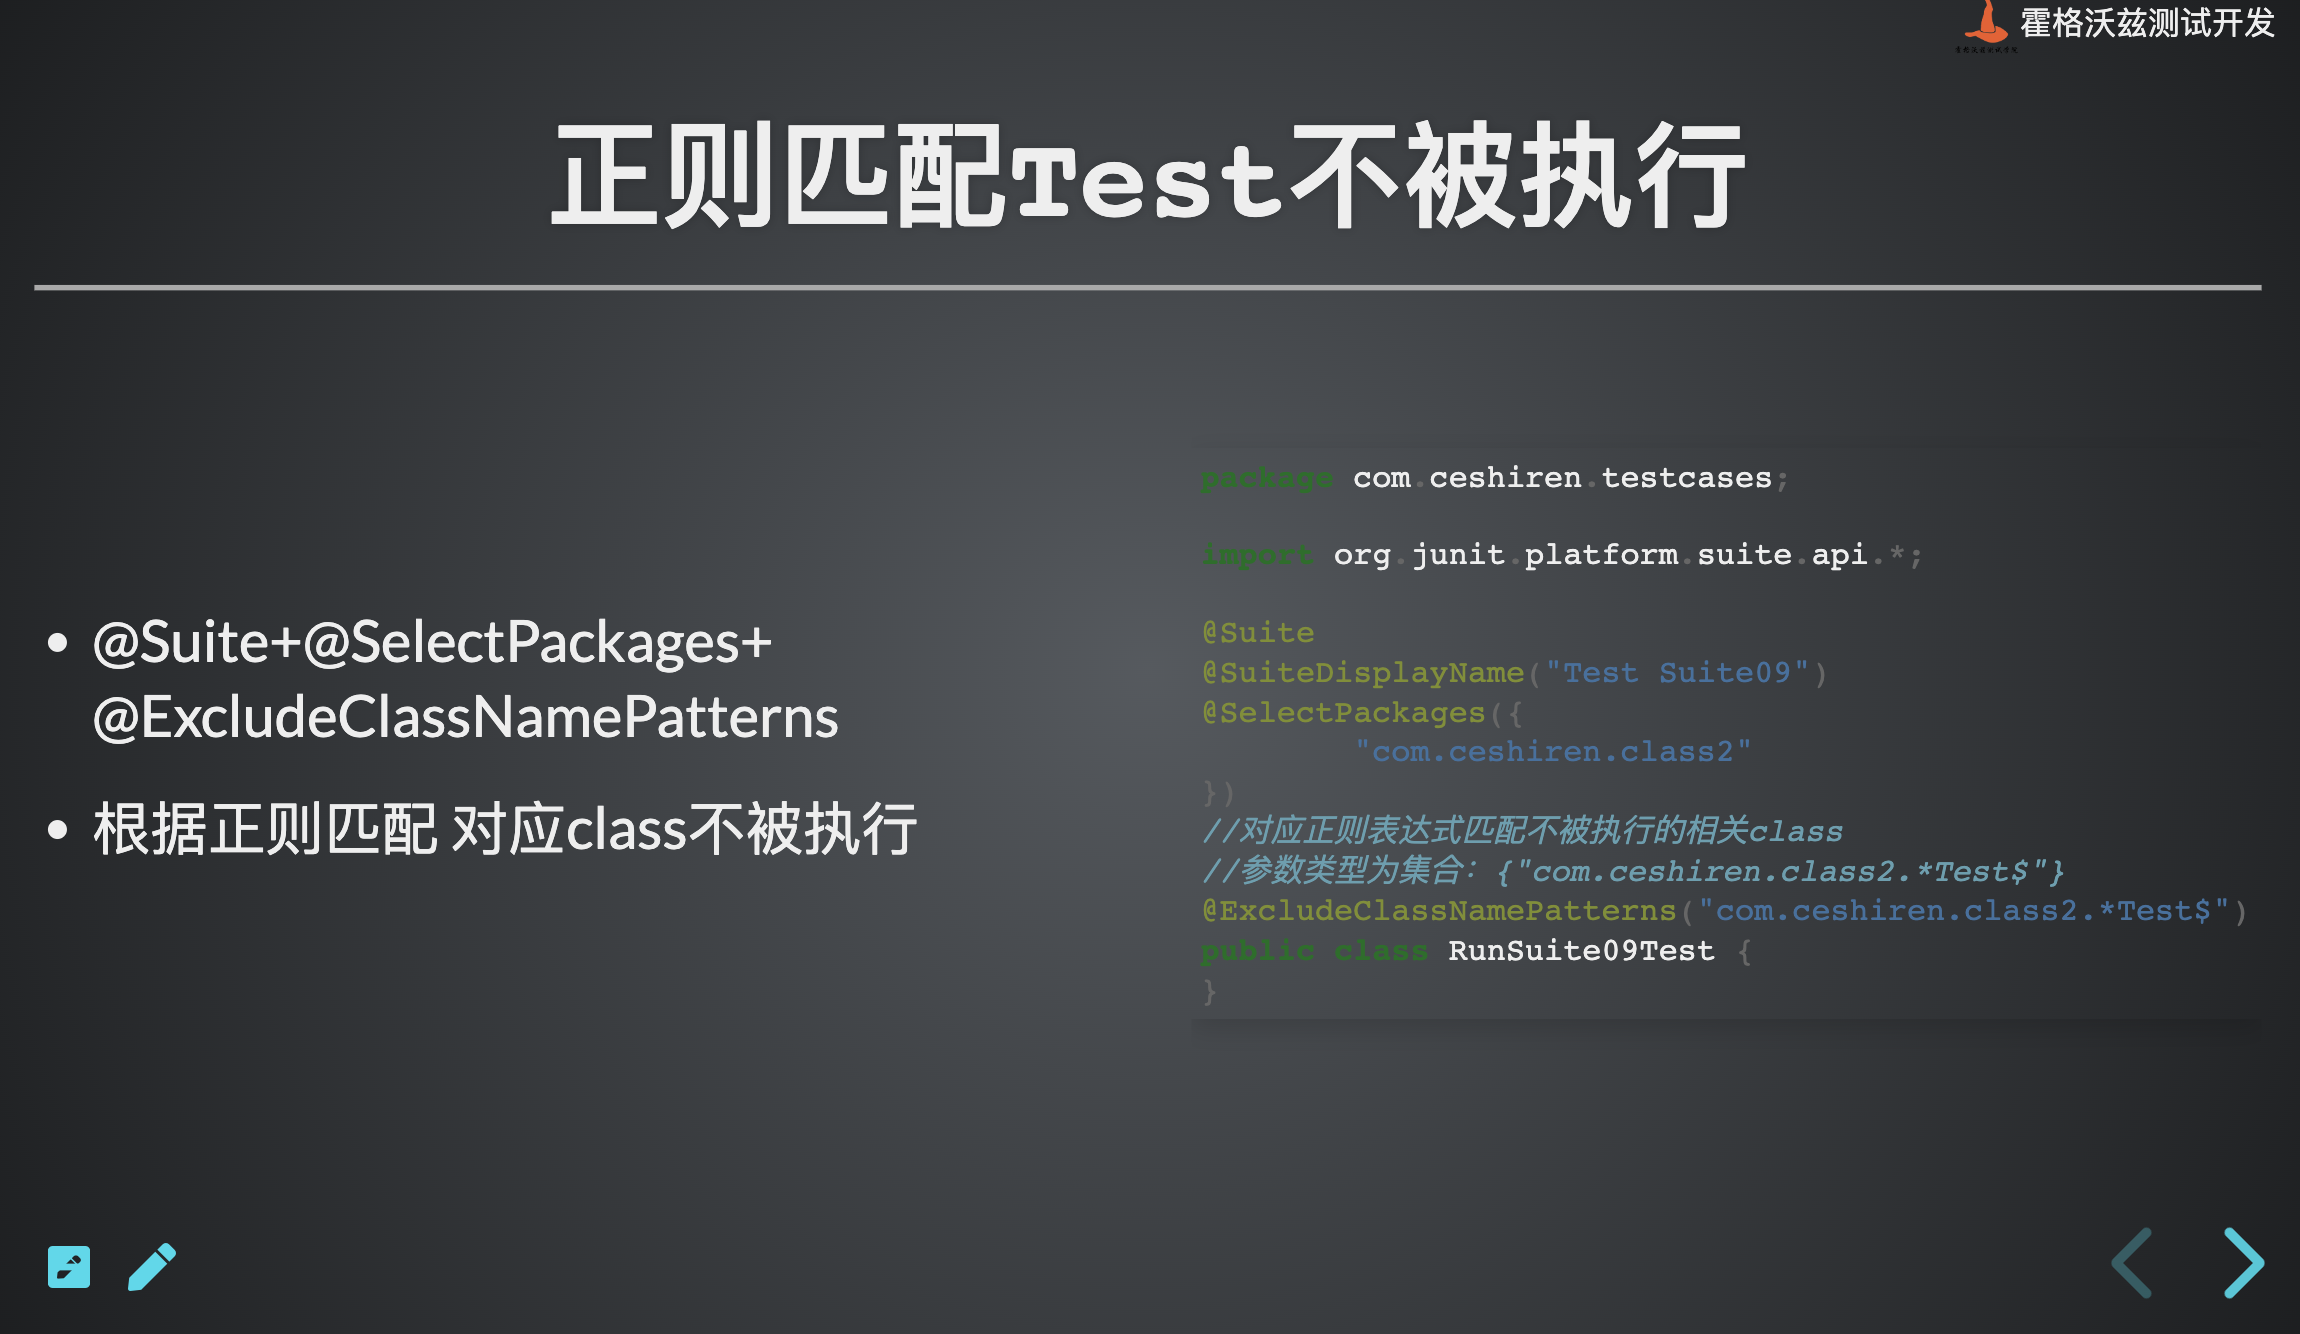 霍格沃兹测试开发
正则匹配Test不被执行
• @Suite+@SelectPackages+
@ExcludeClassNamePatterns
• 根据正则匹配 对应class不被执行
package com.ceshiren.testcases;
import org.junit.platform.suite.api.*;
@Suite
@SuiteDisplayName("Test Suite09")
@SelectPackages({
        "com.ceshiren.class2"
})
//对应正则表达式匹配不被执行的相关class
//参数类型为集合：{"com.ceshiren.class2.*Test$"}
@ExcludeClassNamePatterns("com.ceshiren.class2.*Test$")
public class RunSuite09Test {
}